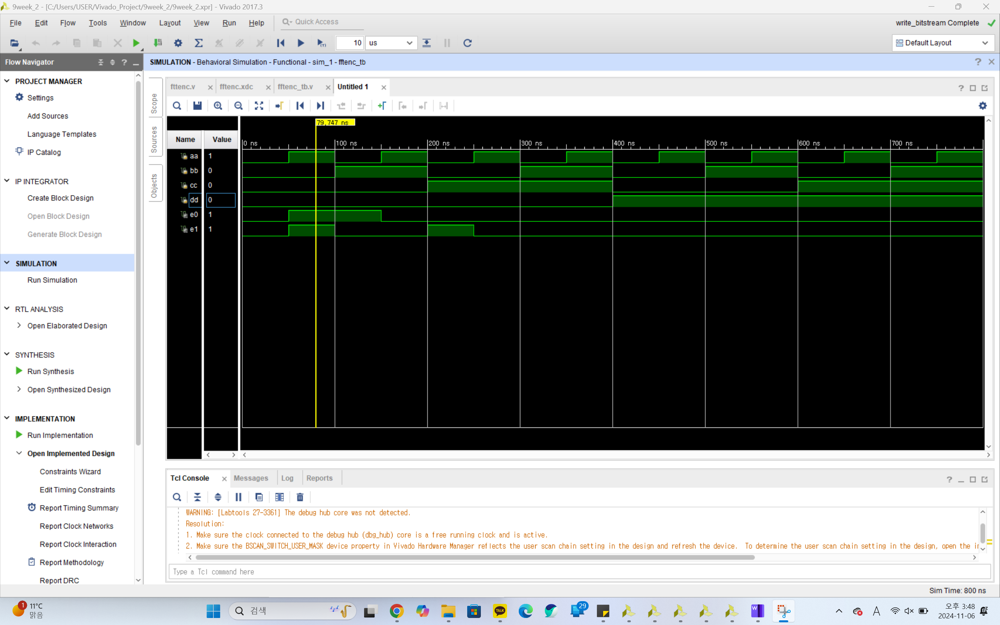 9week_2 - [C:/Users/USER/Vivado_Project/9week_2/9week_2.xpr] - Vivado 2017.3
File Edit Flow Tools Window Layout View Run Help Quick Access write_bitstream Complete
10 us Default Layout
Flow Navigator
SIMULATION - Behavioral Simulation - Functional - sim_1 - fftenc_tb
PROJECT MANAGER
Settings
Add Sources
Language Templates
IP Catalog
IP INTEGRATOR
Create Block Design
Open Block Design
Generate Block Design
SIMULATION
Run Simulation
RTL ANALYSIS
Open Elaborated Design
SYNTHESIS
Run Synthesis
Open Synthesized Design
IMPLEMENTATION
Run Implementation
Open Implemented Design
Constraints Wizard
Edit Timing Constraints
Report Timing Summary
Report Clock Networks
Report Clock Interaction
Report Methodology
Report DRC
Scope
Sources
Objects
fftenc.v fftenc.xdc fftenc_tb.v Untitled 1
79.747 ns
Name Value
0 ns 100 ns 200 ns 300 ns 400 ns 500 ns 600 ns 700 ns
aa 1
bb 0
cc 0
dd 0
e0 1
e1 1
Tcl Console Messages Log Reports
WARNING: [Labtools 27-3361] The debug hub core was not detected.
Resolution:
1. Make sure the clock connected to the debug hub (dbg_hub) core is a free running clock and is active.
2. Make sure the BSCAN_SWITCH_USER_MASK device property in Vivado Hardware Manager reflects the user scan chain setting in the design and refresh the device. To determine the user scan chain setting in the design, open the
Type a Tcl command here
Sim Time: 800 ns
1 11°C
맑음
검색
TALK
29
W
A
오후 3:48
2024-11-06